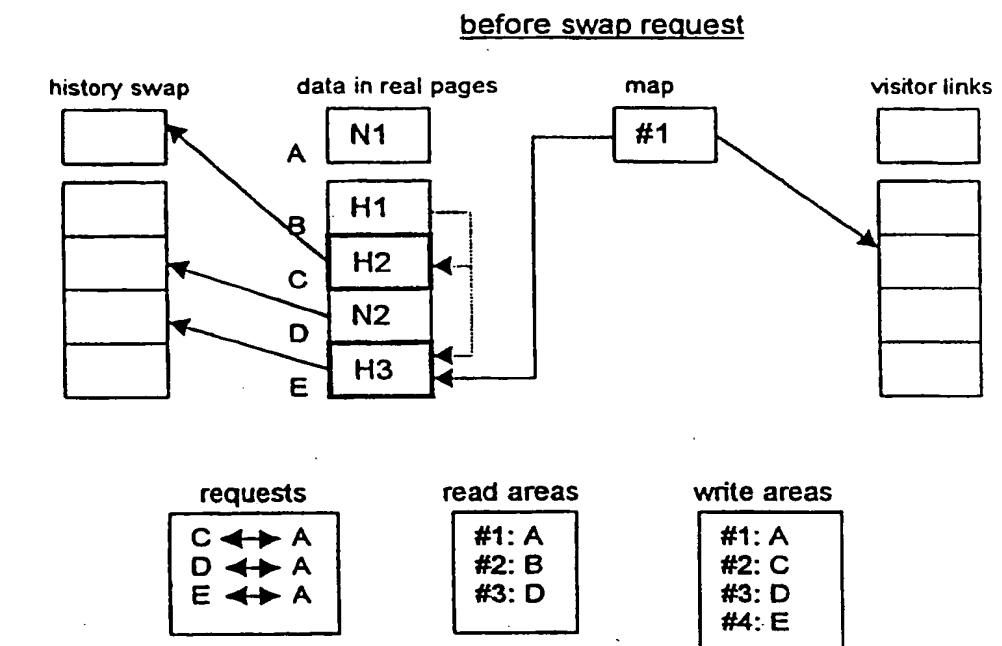 before swap request
history swap data in real pages map visitor links
N1 #1
A
H1
B
H2
C
N2
D
H3
E
requests read areas write areas
C ↔ A #1: A #1: A
D ↔ A #2: B #2: C
E ↔ A #3: D #3: D
#4: E